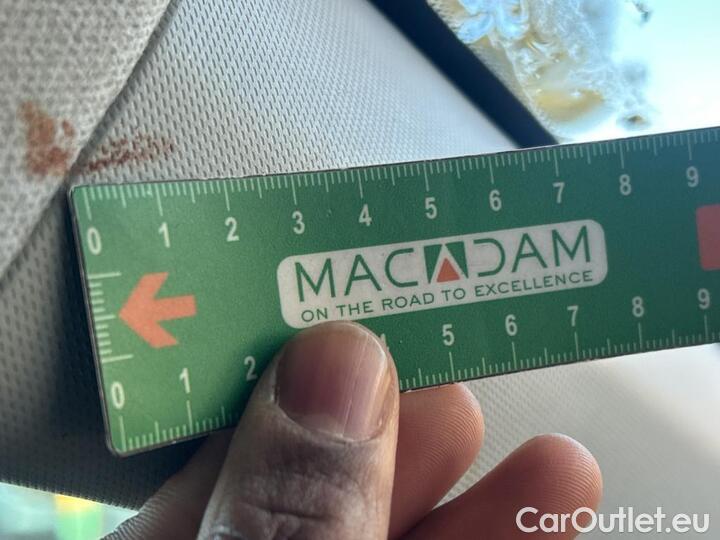 0 1 2 3 4 5 6 7 8 9
MACADAM
ON THE ROAD TO EXCELLENCE
0 1 2 4 5 6 7 8 9
CarOutlet.eu